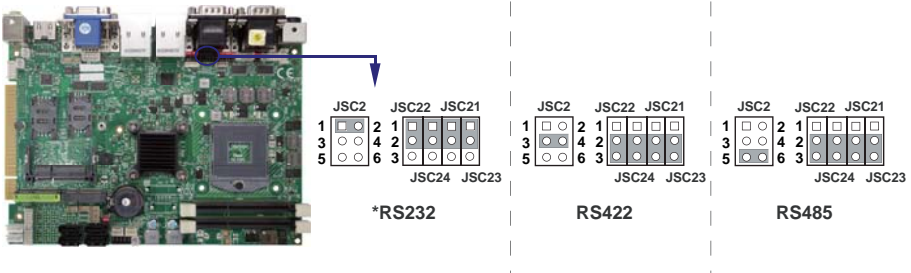 JSC2 JSC22 JSC21
1 2 1
3 4 2
5 6 3
JSC24 JSC23
*RS232
JSC2 JSC22 JSC21
1 2 1
3 4 2
5 6 3
JSC24 JSC23
RS422
JSC2 JSC22 JSC21
1 2 1
3 4 2
5 6 3
JSC24 JSC23
RS485